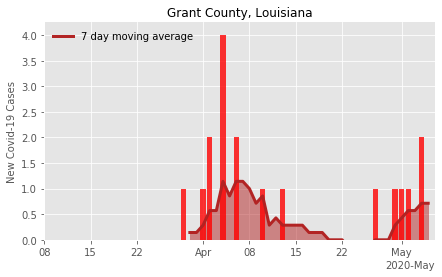 Grant County, Louisiana
7 day moving average
New Covid-19 Cases
4.0
3.5
3.0
2.5
2.0
1.5
1.0
0.5
0.0
08 15 22 Apr 08 15 22 May
2020-May